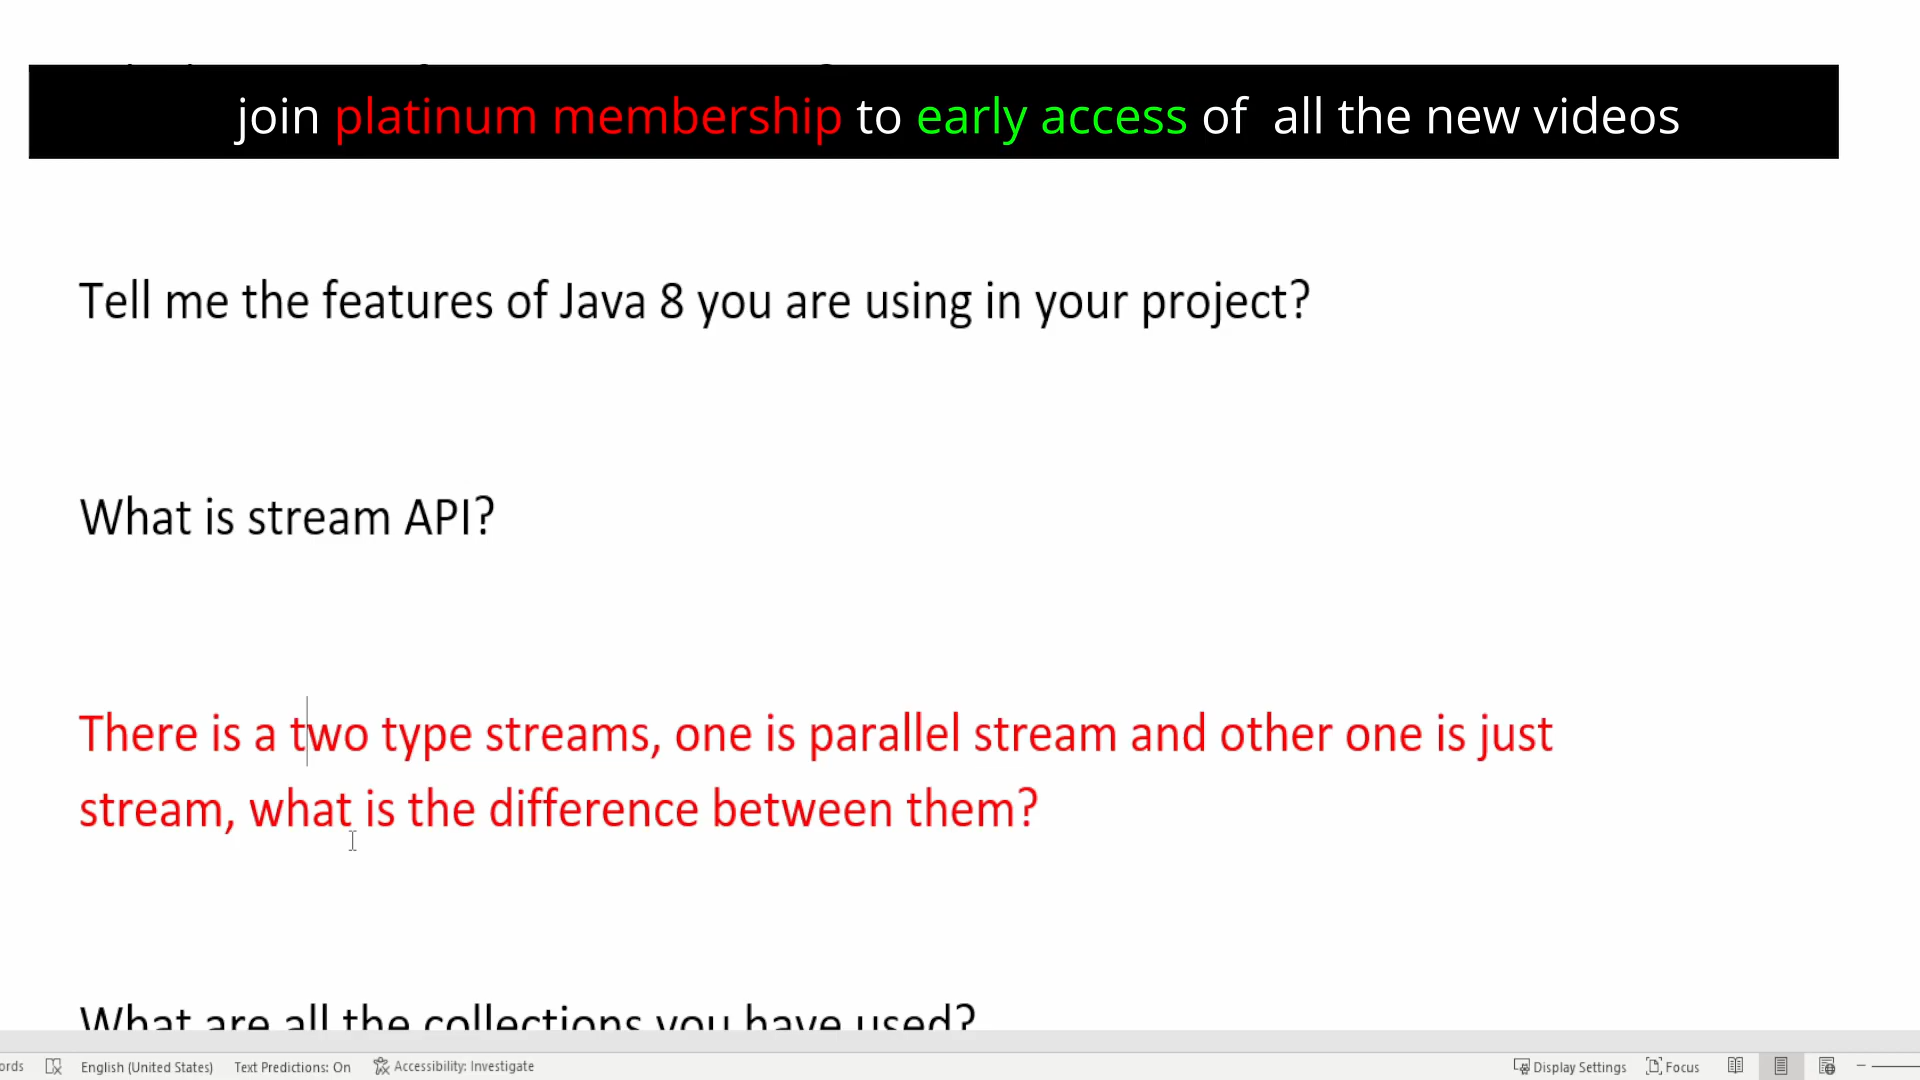 join platinum membership to early access of all the new videos
Tell me the features of Java 8 you are using in your project?
What is stream API?
There is a two type streams, one is parallel stream and other one is just
stream, what is the difference between them?
What are all the collections you have used?
ords English (United States) Text Predictions: On Accessibility: Investigate Display Settings Focus